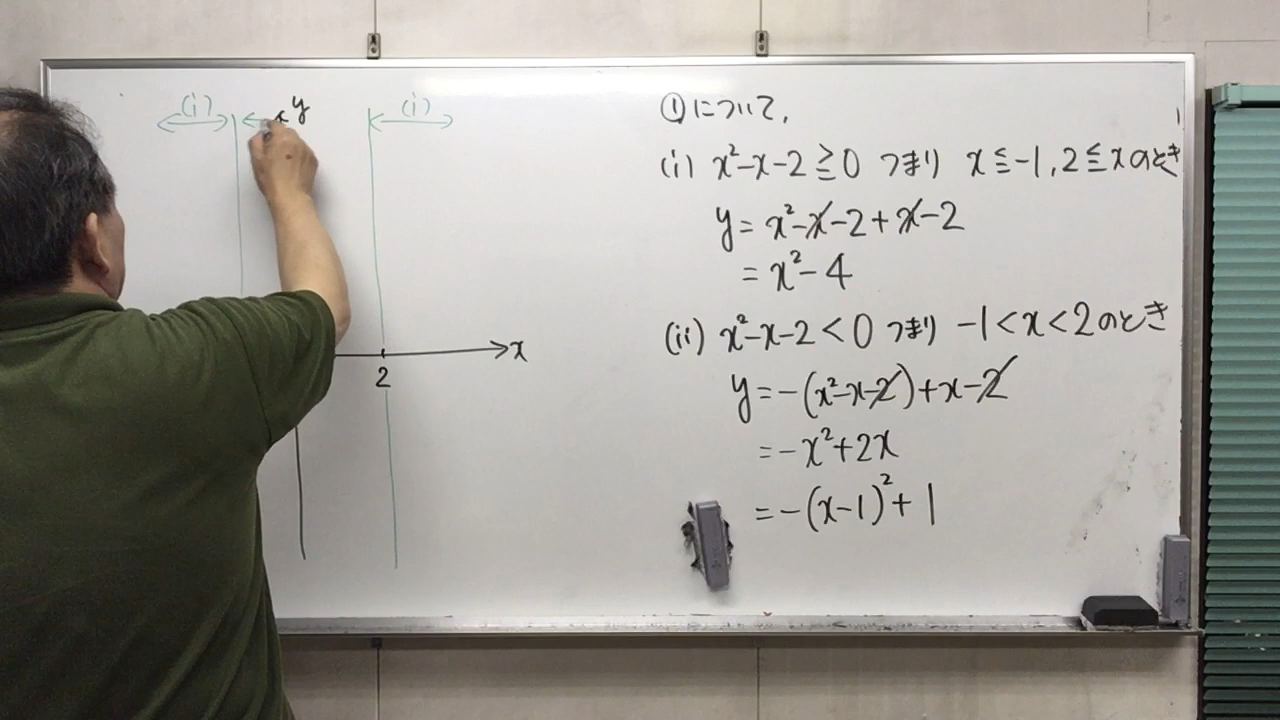 (i) y (i)
x
2
①について,
(i) x²-x-2≧0 つまり x≦-1, 2≦xのとき
y=x²-x-2+x-2
=x²-4
(ii) x²-x-2<0 つまり -1<x<2のとき
y=-(x²-x-2)+x-2
=-x²+2x
=-(x-1)²+1